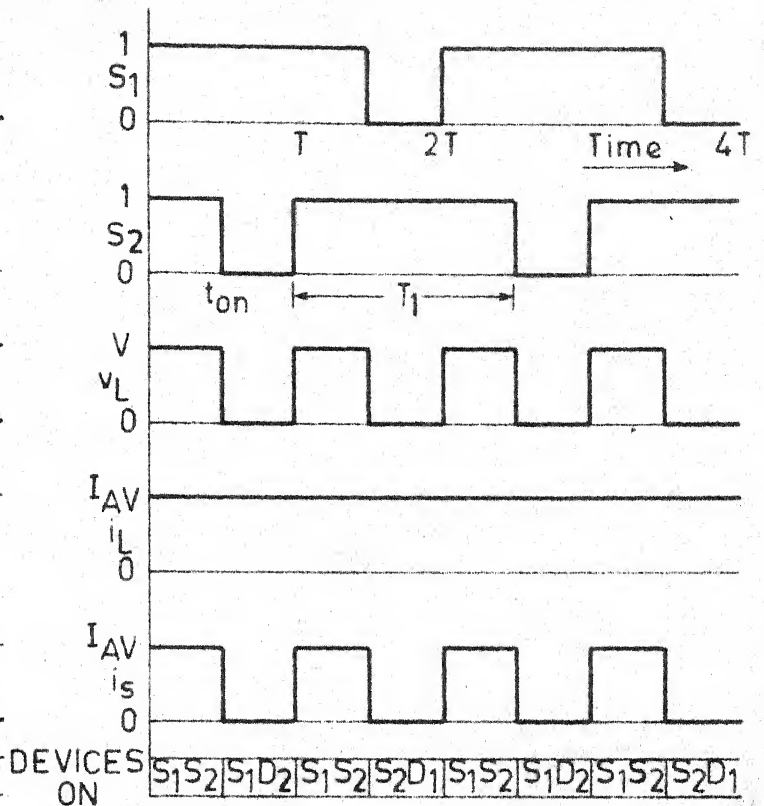 1
S1
0
T 2T Time 4T
1
S2
0
ton T1
V
vL
0
IAV
iL
0
IAV
is
0
DEVICES ON S1S2 S1D2 S1S2 S2D1 S1S2 S1D2 S1S2 S2D1